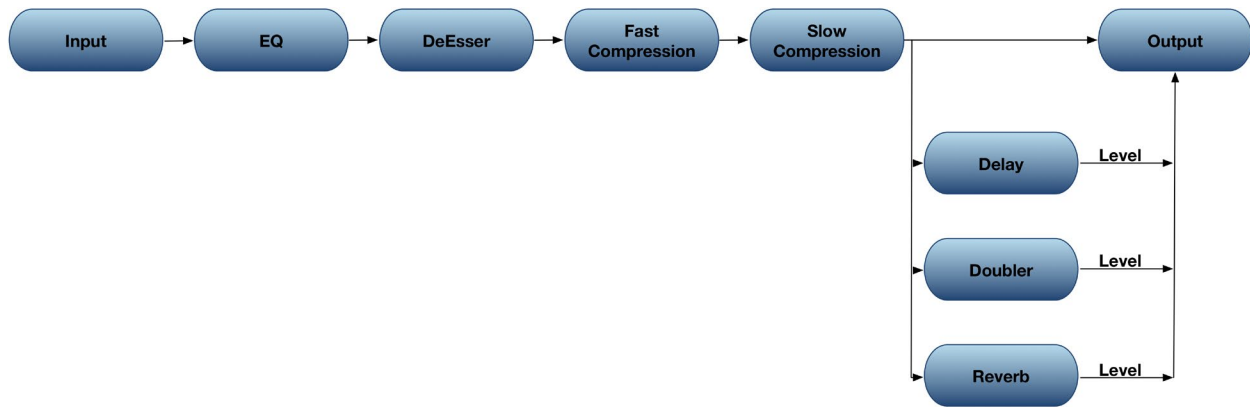 Input
EQ
DeEsser
Fast
Compression
Slow
Compression
Output
Delay
Level
Doubler
Level
Reverb
Level